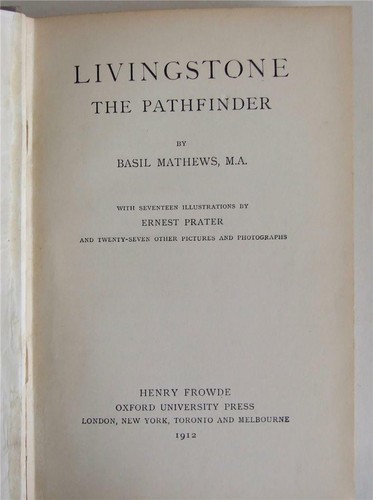 LIVINGSTONE
THE PATHFINDER
BY
BASIL MATHEWS, M.A.
WITH SEVENTEEN ILLUSTRATIONS BY
ERNEST PRATER
AND TWENTY-SEVEN OTHER PICTURES AND PHOTOGRAPHS
HENRY FROWDE
OXFORD UNIVERSITY PRESS
LONDON, NEW YORK, TORONTO AND MELBOURNE
1912